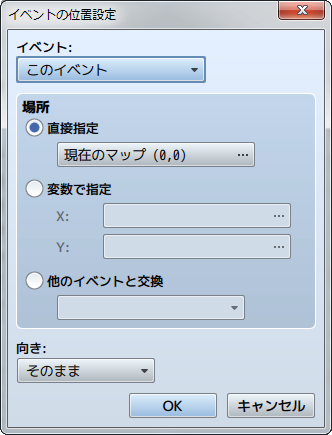 イベントの位置設定
イベント:
このイベント
場所
直接指定
現在のマップ (0,0) ...
変数で指定
X: ...
Y: ...
他のイベントと交換
向き:
そのまま
OK キャンセル